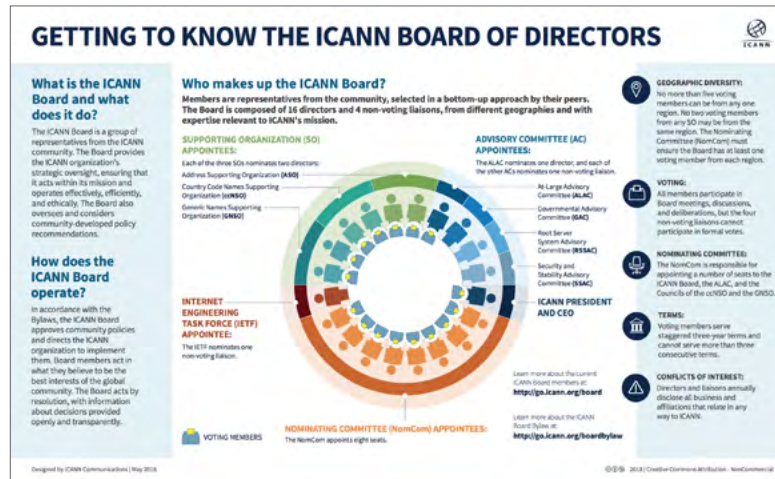 GETTING TO KNOW THE ICANN BOARD OF DIRECTORS
ICANN
What is the ICANN
Board and what
does it do?
The ICANN Board is a group of
representatives from the ICANN
community. The Board provides
the ICANN organization's
strategic oversight, ensuring that
it acts within its mission and
operates effectively, efficiently,
and ethically. The Board also
oversees and considers
community-developed policy
recommendations.
How does the
ICANN Board
operate?
In accordance with the
Bylaws, the ICANN Board
approves community policies
and directs the ICANN
organization to implement
them. Board members act in
what they believe to be the
best interests of the global
community. The Board acts by
resolution, with information
about decisions provided
openly and transparently.
Who makes up the ICANN Board?
Members are representatives from the community, selected in a bottom-up approach by their peers.
The Board is composed of 16 directors and 4 non-voting liaisons, from different geographies and with
expertise relevant to ICANN's mission.
SUPPORTING ORGANIZATION (SO)
APPOINTEES:
Each of the three SOs nominates two directors:
Address Supporting Organization (ASO)
Country Code Names Supporting
Organization (ccNSO)
Generic Names Supporting
Organization (GNSO)
ADVISORY COMMITTEE (AC)
APPOINTEES:
The ALAC nominates one director, and each of
the other ACs nominates one non-voting liaison.
At-Large Advisory
Committee (ALAC)
Governmental Advisory
Committee (GAC)
Root Server
System Advisory
Committee
(RSSAC)
Security and
Stability Advisory
Committee
(SSAC)
INTERNET
ENGINEERING
TASK FORCE (IETF)
APPOINTEE:
The IETF nominates one
non-voting liaison.
ICANN PRESIDENT
AND CEO
Learn more about the current
ICANN Board members at:
http://go.icann.org/board
Learn more about the ICANN
Board Bylaw at:
http://go.icann.org/boardbylaw
VOTING MEMBERS
NOMINATING COMMITTEE (NomCom) APPOINTEES:
The NomCom appoints eight seats.
GEOGRAPHIC DIVERSITY:
No more than five voting
members can be from any one
region. No two voting members
from any SO may be from the
same region. The Nominating
Committee (NomCom) must
ensure the Board has at least one
voting member from each region.
VOTING:
All members participate in
Board meetings, discussions,
and deliberations, but the four
non-voting liaisons cannot
participate in formal votes.
NOMINATING COMMITTEE:
The NomCom is responsible for
appointing a number of seats to the
ICANN Board, the ALAC, and the
Councils of the ccNSO and the GNSO.
TERMS:
Voting members serve
staggered three-year terms and
cannot serve more than three
consecutive terms.
CONFLICTS OF INTEREST:
Directors and liaisons annually
disclose all business and
affiliations that relate in any
way to ICANN.
Designed by ICANN Communications | May 2018
2018 | Creative Commons Attribution - NonCommercial